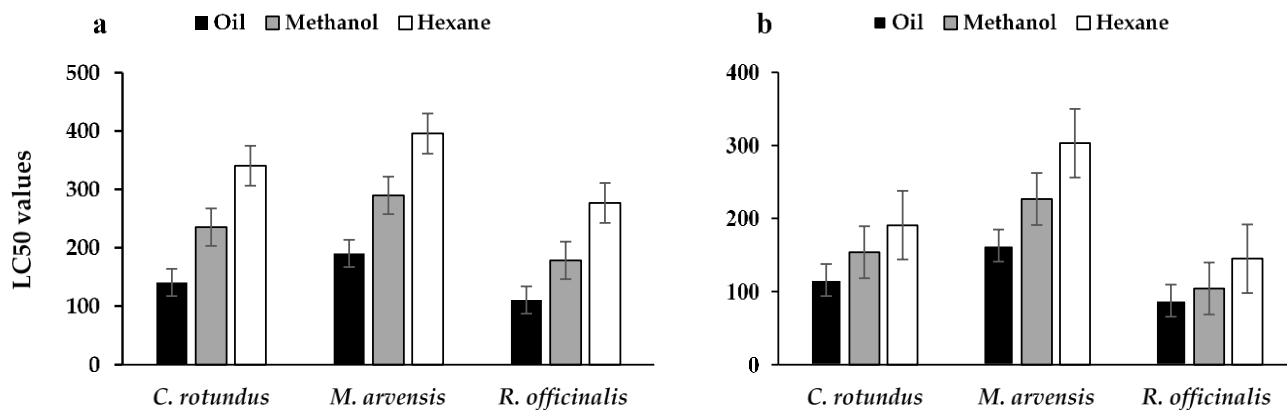 a
Oil Methanol Hexane
LC50 values
500
400
300
200
100
0
C. rotundus M. arvensis R. officinalis
b
Oil Methanol Hexane
400
300
200
100
0
C. rotundus M. arvensis R. officinalis